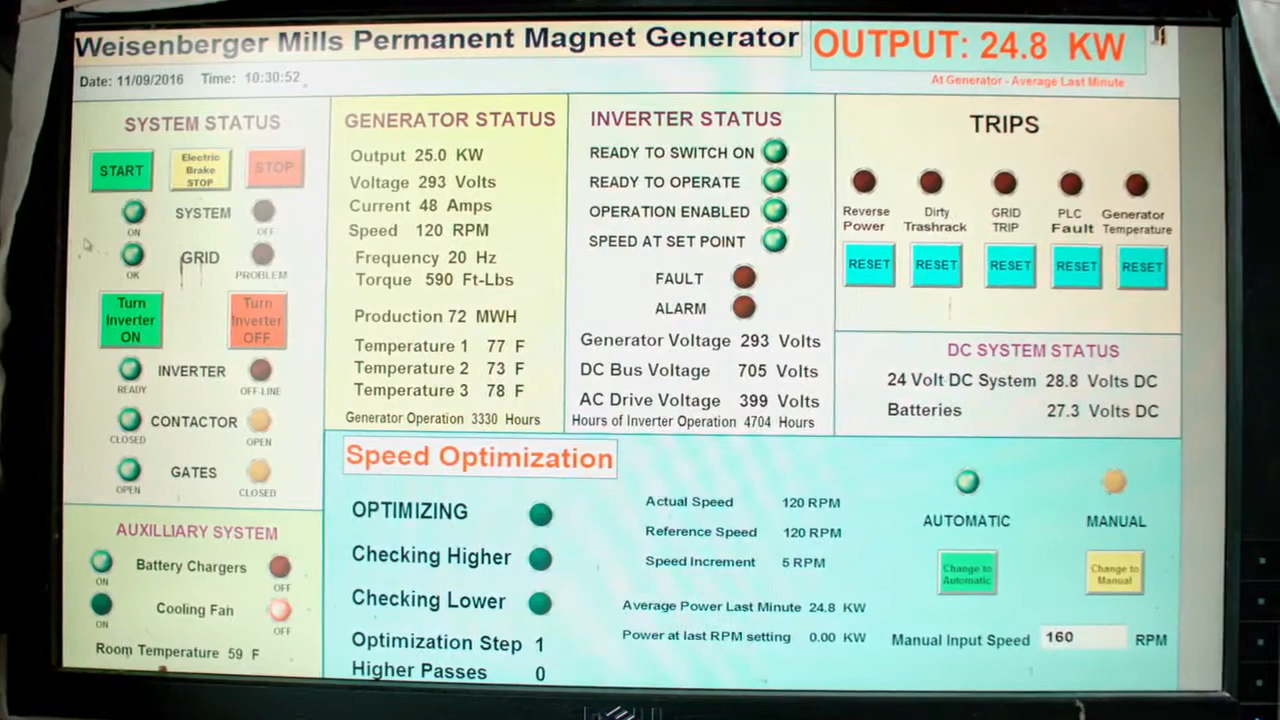 Weisenberger Mills Permanent Magnet Generator
OUTPUT: 24.8 KW
Date: 11/09/2016 Time: 10:30:52
At Generator - Average Last Minute
SYSTEM STATUS
START
Electric
Brake
STOP
STOP
SYSTEM
ON
OFF
GRID
OK
PROBLEM
Turn
Inverter
ON
Turn
Inverter
OFF
INVERTER
READY
OFF-LINE
CONTACTOR
CLOSED
OPEN
GATES
OPEN
CLOSED
AUXILLIARY SYSTEM
Battery Chargers
ON
OFF
Cooling Fan
ON
OFF
Room Temperature 59 F
GENERATOR STATUS
Output 25.0 KW
Voltage 293 Volts
Current 48 Amps
Speed 120 RPM
Frequency 20 Hz
Torque 590 Ft-Lbs
Production 72 MWH
Temperature 1 77 F
Temperature 2 73 F
Temperature 3 78 F
Generator Operation 3330 Hours
INVERTER STATUS
READY TO SWITCH ON
READY TO OPERATE
OPERATION ENABLED
SPEED AT SET POINT
FAULT
ALARM
Generator Voltage 293 Volts
DC Bus Voltage 705 Volts
AC Drive Voltage 399 Volts
Hours of Inverter Operation 4704 Hours
TRIPS
Reverse
Power
Dirty
Trashrack
GRID
TRIP
PLC
Fault
Generator
Temperature
RESET RESET RESET RESET RESET
DC SYSTEM STATUS
24 Volt DC System 28.8 Volts DC
Batteries 27.3 Volts DC
Speed Optimization
OPTIMIZING
Checking Higher
Checking Lower
Optimization Step 1
Higher Passes 0
Actual Speed 120 RPM
Reference Speed 120 RPM
Speed Increment 5 RPM
Average Power Last Minute 24.8 KW
Power at last RPM setting 0.00 KW
AUTOMATIC
MANUAL
Change to
Automatic
Change to
Manual
Manual Input Speed 160 RPM